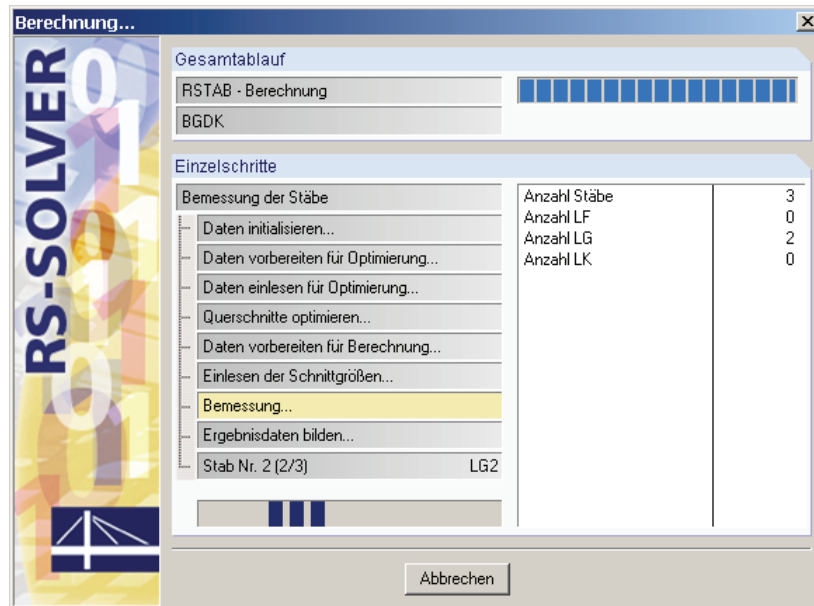 Berechnung...
RS-SOLVER
Gesamtablauf
RSTAB - Berechnung
BGDK
Einzelschritte
Bemessung der Stäbe
Daten initialisieren...
Daten vorbereiten für Optimierung...
Daten einlesen für Optimierung...
Querschnitte optimieren...
Daten vorbereiten für Berechnung...
Einlesen der Schnittgrößen...
Bemessung...
Ergebnisdaten bilden...
Stab Nr. 2 (2/3) LG2
Anzahl Stäbe 3
Anzahl LF 0
Anzahl LG 2
Anzahl LK 0
Abbrechen